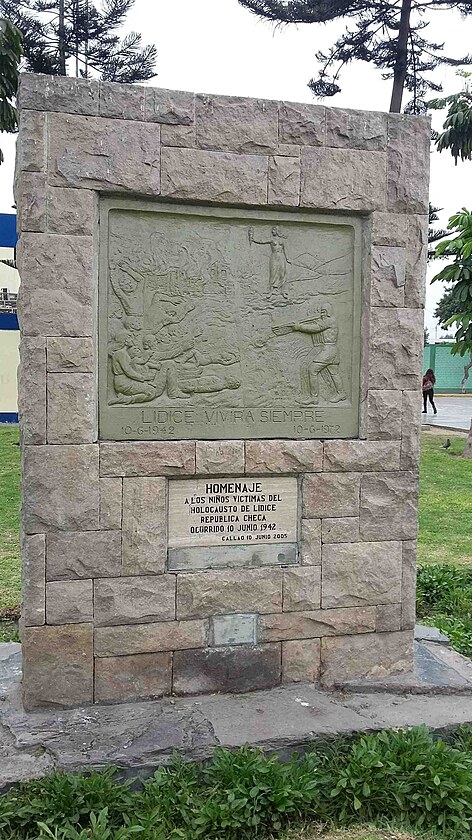 LIDICE VIVIRA SIEMPRE
10-6-1942 10-6-1972
HOMENAJE
A LOS NIÑOS VICTIMAS DEL
HOLOCAUSTO DE LIDICE
REPUBLICA CHECA
OCURRIDO 10 JUNIO 1942
CALLAO 10 JUNIO 2005